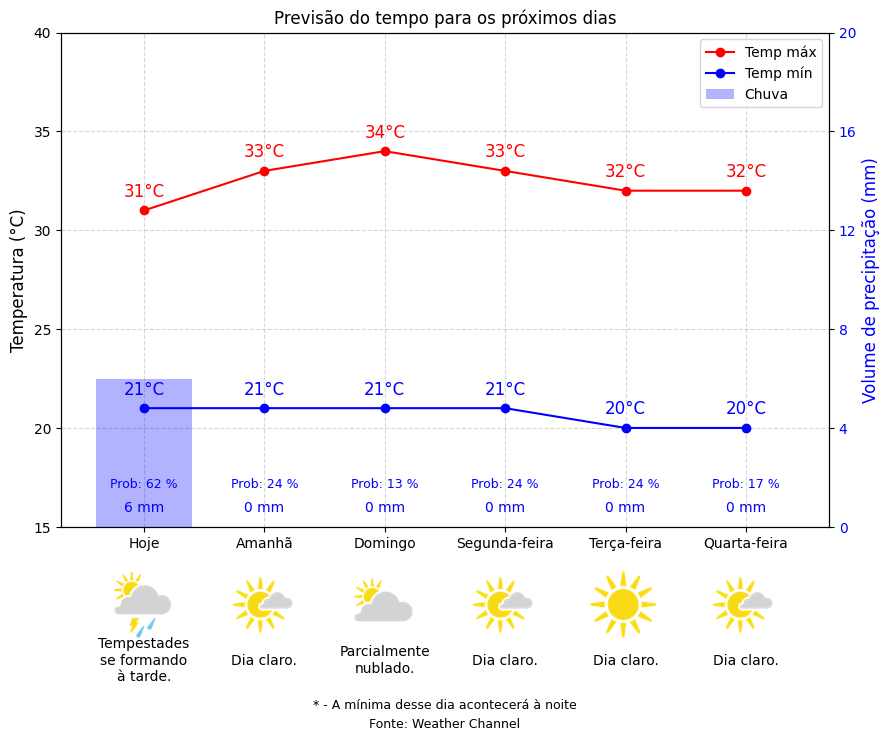 Previsão do tempo para os próximos dias
40
35
30
25
20
15
Temperatura (°C)
20
16
12
8
4
0
Volume de precipitação (mm)
Temp máx
Temp mín
Chuva
31°C 33°C 34°C 33°C 32°C 32°C
21°C 21°C 21°C 21°C 20°C 20°C
Prob: 62 % Prob: 24 % Prob: 13 % Prob: 24 % Prob: 24 % Prob: 17 %
6 mm 0 mm 0 mm 0 mm 0 mm 0 mm
Hoje Amanhã Domingo Segunda-feira Terça-feira Quarta-feira
Tempestades
se formando
à tarde.
Dia claro.
Parcialmente
nublado.
Dia claro.
Dia claro.
Dia claro.
* - A mínima desse dia acontecerá à noite
Fonte: Weather Channel